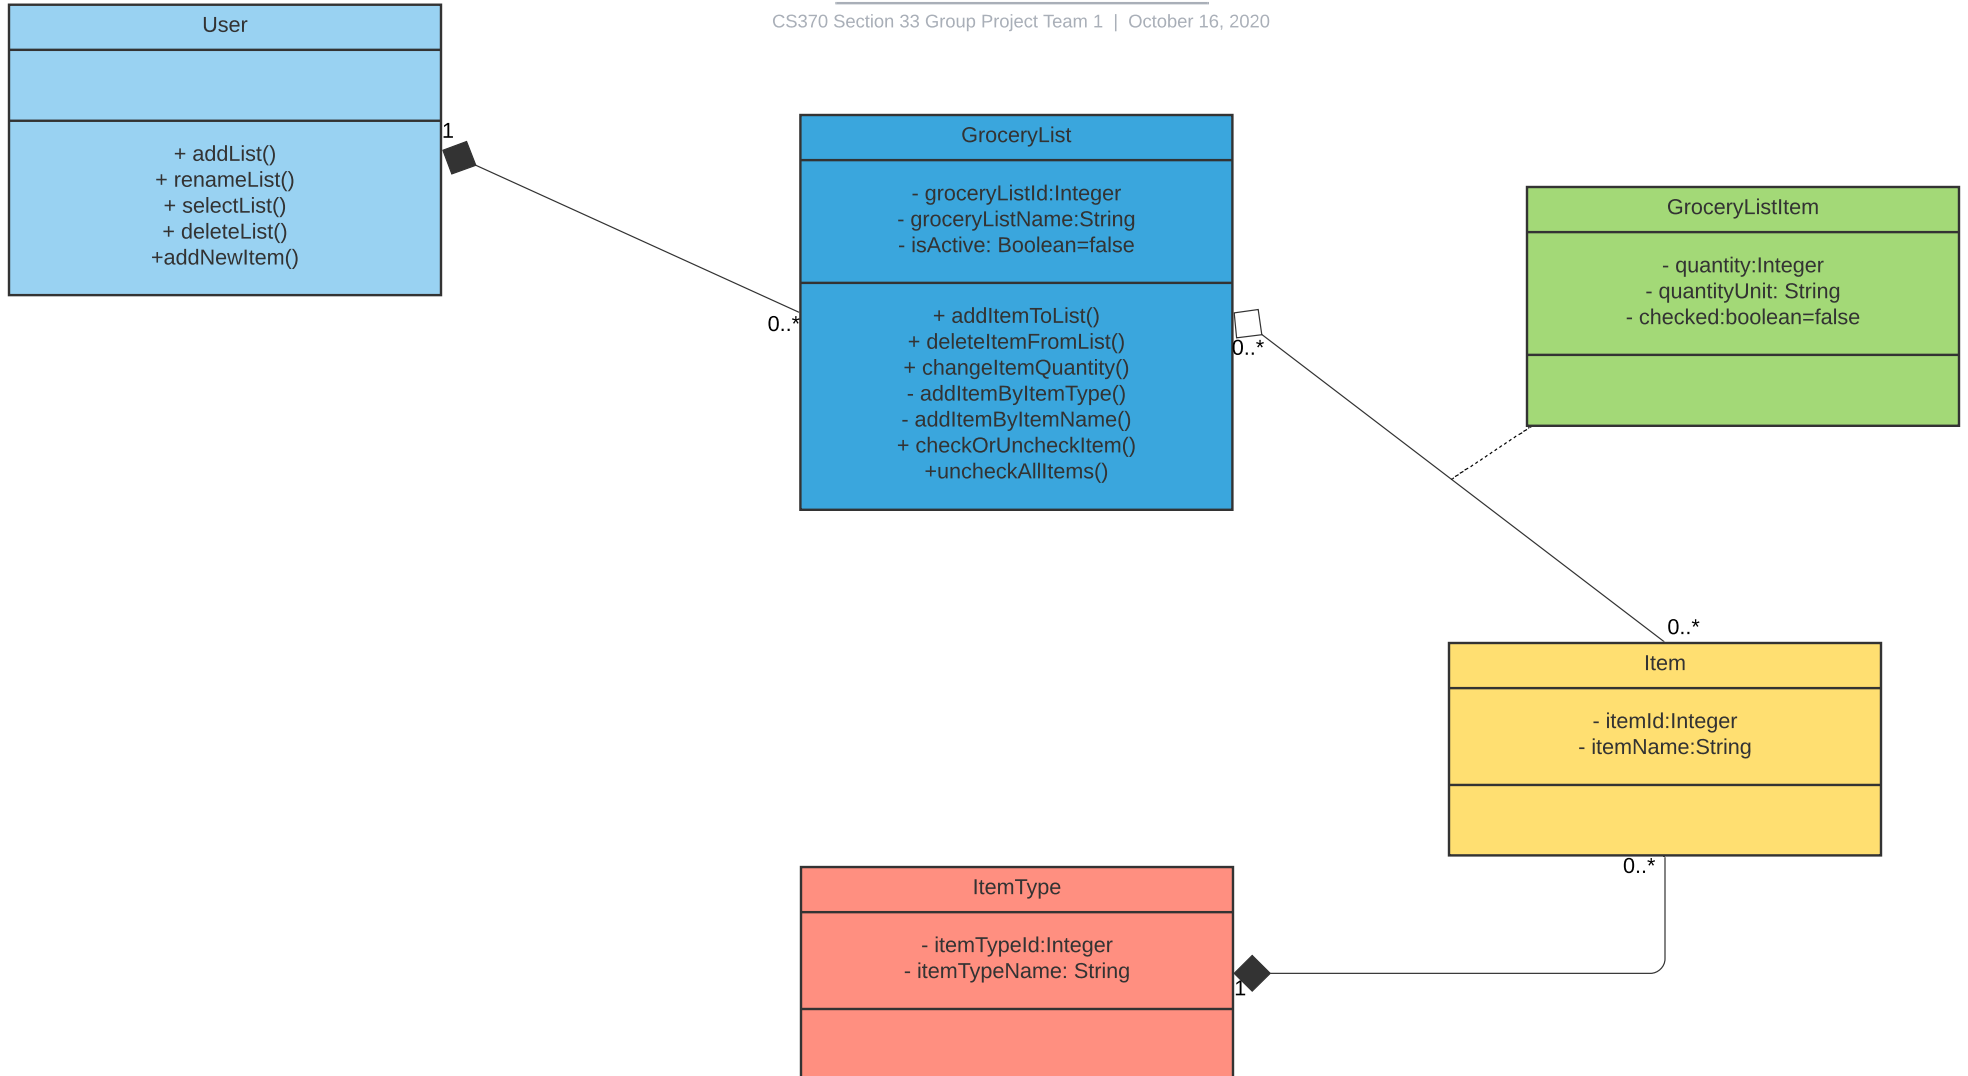 CS370 Section 33 Group Project Team 1 | October 16, 2020
User
+ addList()
+ renameList()
+ selectList()
+ deleteList()
+addNewItem()
1
0..*
GroceryList
- groceryListId:Integer
- groceryListName:String
- isActive: Boolean=false
+ addItemToList()
+ deleteItemFromList()
+ changeItemQuantity()
- addItemByItemType()
- addItemByItemName()
+ checkOrUncheckItem()
+uncheckAllItems()
0..*
GroceryListItem
- quantity:Integer
- quantityUnit: String
- checked:boolean=false
0..*
Item
- itemId:Integer
- itemName:String
0..*
ItemType
- itemTypeId:Integer
- itemTypeName: String
1